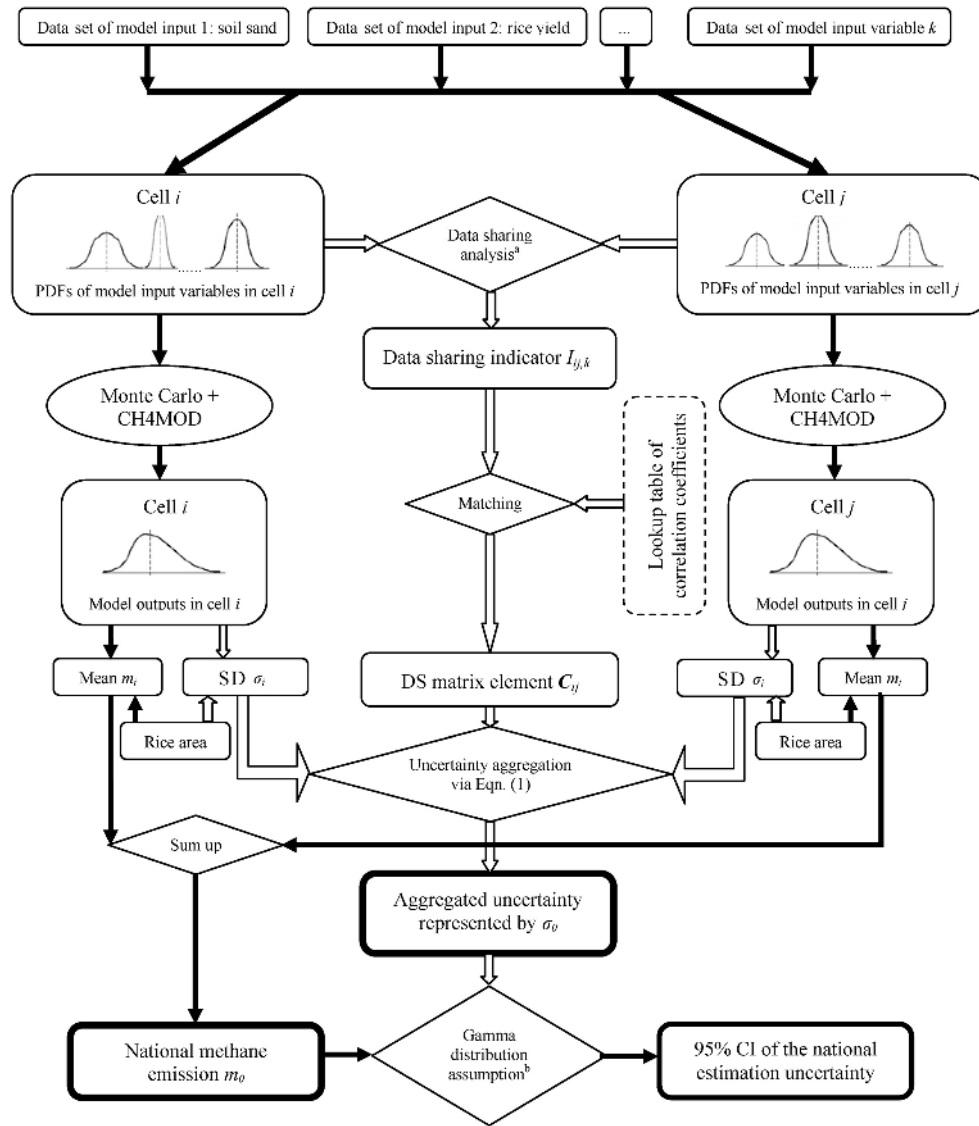 Data set of model input 1: soil sand
Data set of model input 2: rice yield
...
Data set of model input variable k
Cell i
PDFs of model input variables in cell i
Data sharing
analysisᵃ
Cell j
PDFs of model input variables in cell j
Data sharing indicator Iij,k
Monte Carlo +
CH4MOD
Monte Carlo +
CH4MOD
Lookup table of
correlation coefficients
Matching
Cell i
Model outputs in cell i
Cell j
Model outputs in cell j
Mean mi
SD σi
DS matrix element Cij
SD σi
Mean mi
Rice area
Rice area
Uncertainty aggregation
via Eqn. (1)
Sum up
Aggregated uncertainty
represented by σ0
National methane
emission m0
Gamma
distribution
assumptionᵇ
95% CI of the national
estimation uncertainty